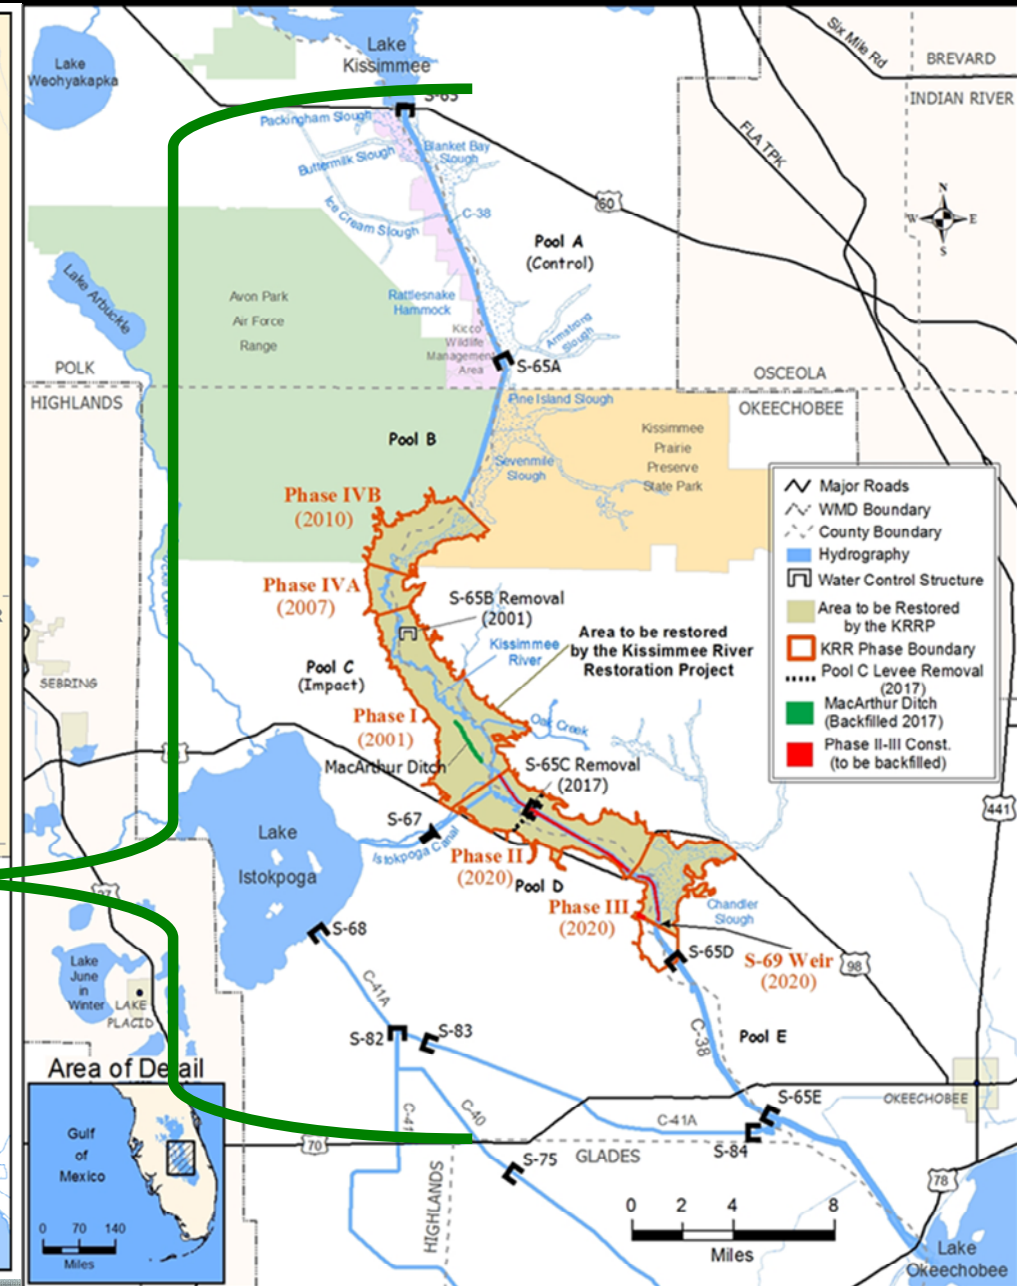 Lake
Weohyakapka
Lake
Kissimmee
Six Mile Rd
BREVARD
INDIAN RIVER
S-65
Packingham Slough
Buttermilk Slough
Blanket Bay
Slough
FLA TPK
60
N
W
E
S
Ice Cream Slough
C-38
Pool A
(Control)
Lake Arbuckle
Avon Park
Air Force
Range
Rattlesnake
Hammock
Kicco
Wildlife
Management
Area
Armstrong
Slough
S-65A
POLK
HIGHLANDS
OSCEOLA
OKEECHOBEE
Pine Island Slough
Pool B
Kissimmee
Prairie
Preserve
State Park
Sevenmile
Slough
Phase IVB
(2010)
Major Roads
WMD Boundary
County Boundary
Hydrography
Water Control Structure
Area to be Restored
by the KRRP
KRR Phase Boundary
Pool C Levee Removal
(2017)
MacArthur Ditch
(Backfilled 2017)
Phase II-III Const.
(to be backfilled)
Phase IVA
(2007)
S-65B Removal
(2001)
Kissimmee
River
Area to be restored
by the Kissimmee River
Restoration Project
Pool C
(Impact)
SEBRING
Phase I
(2001)
Oak Creek
MacArthur Ditch
S-65C Removal
(2017)
441
S-67
Istokpoga Canal
Lake
Istokpoga
Phase II
(2020)
Pool D
Phase III
(2020)
Chandler
Slough
27
S-68
S-65D
S-69 Weir
(2020)
98
Lake
June
in
Winter
LAKE
PLACID
C-41A
S-82
S-83
C-38
Pool E
Area of Detail
Gulf
of
Mexico
0 70 140
Miles
C-41
C-40
C-41A
S-65E
S-84
OKEECHOBEE
70
S-75
GLADES
HIGHLANDS
78
0 2 4 8
Miles
Lake
Okeechobee